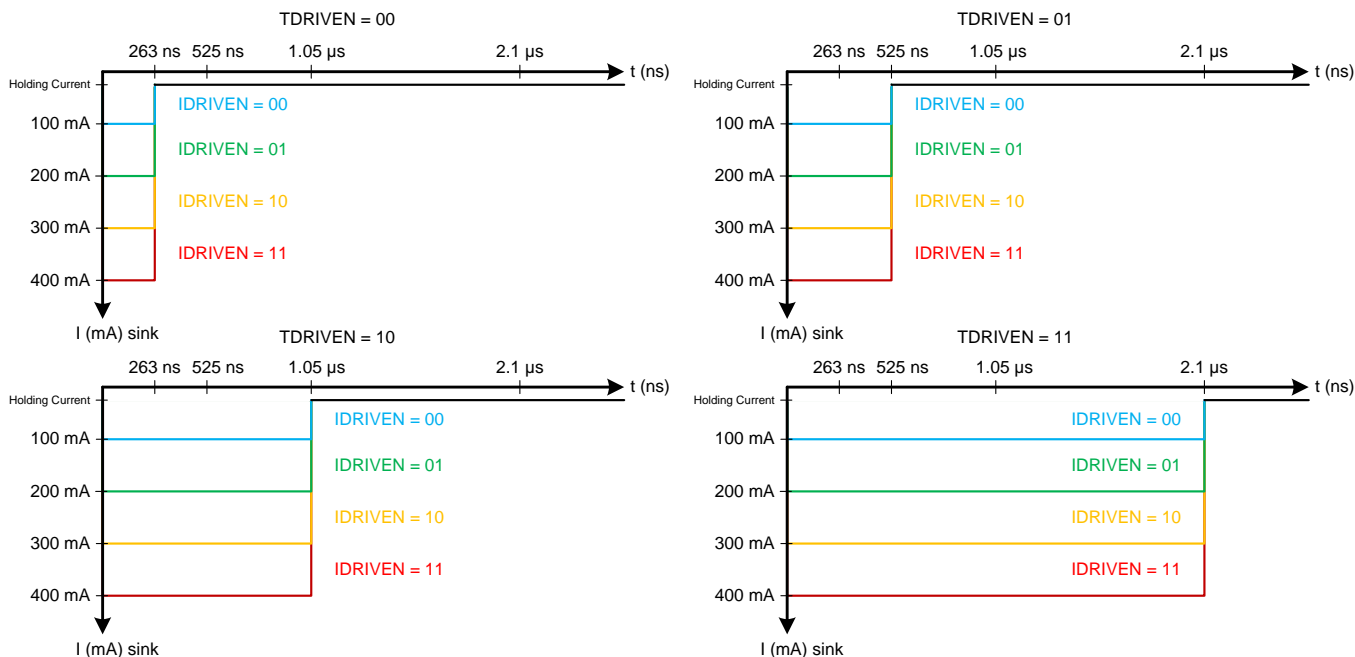 TDRIVEN = 00
263 ns 525 ns 1.05 µs 2.1 µs
t (ns)
Holding Current
IDRIVEN = 00
100 mA
IDRIVEN = 01
200 mA
IDRIVEN = 10
300 mA
IDRIVEN = 11
400 mA
I (mA) sink
TDRIVEN = 01
263 ns 525 ns 1.05 µs 2.1 µs
t (ns)
Holding Current
IDRIVEN = 00
100 mA
IDRIVEN = 01
200 mA
IDRIVEN = 10
300 mA
IDRIVEN = 11
400 mA
I (mA) sink
TDRIVEN = 10
263 ns 525 ns 1.05 µs 2.1 µs
t (ns)
Holding Current
IDRIVEN = 00
100 mA
IDRIVEN = 01
200 mA
IDRIVEN = 10
300 mA
IDRIVEN = 11
400 mA
I (mA) sink
TDRIVEN = 11
263 ns 525 ns 1.05 µs 2.1 µs
t (ns)
Holding Current
IDRIVEN = 00
100 mA
IDRIVEN = 01
200 mA
IDRIVEN = 10
300 mA
IDRIVEN = 11
400 mA
I (mA) sink